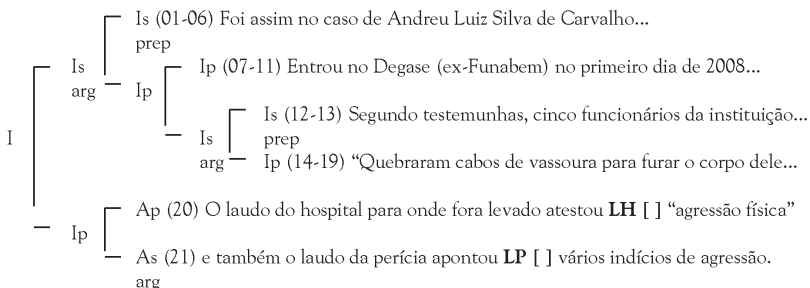 Is (01-06) Foi assim no caso de Andreu Luiz Silva de Carvalho...
prep
Is
arg
Ip
Ip (07-11) Entrou no Degase (ex-Funabem) no primeiro dia de 2008...
Is (12-13) Segundo testemunhas, cinco funcionários da instituição...
prep
Is
arg
Ip (14-19) “Quebraram cabos de vassoura para furar o corpo dele...
I
Ip
Ap (20) O laudo do hospital para onde fora levado atestou LH [ ] “agressão física”
As (21) e também o laudo da perícia apontou LP [ ] vários indícios de agressão.
arg